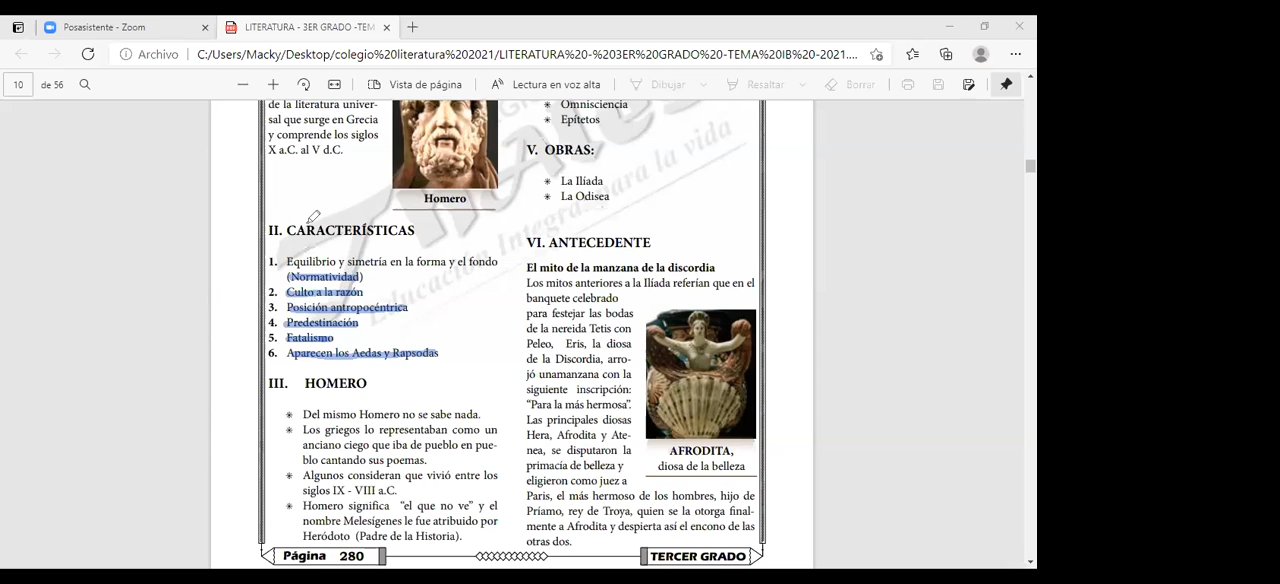 Posasistente - Zoom
LITERATURA - 3ER GRADO -TEM
Archivo
C:/Users/Macky/Desktop/colegio%20literatura%202021/LITERATURA%20-%203ER%20GRADO%20-TEMA%20IB%20-2021....
10
de 56
Vista de página
Lectura en voz alta
Dibujar
Resaltar
Borrar
de la literatura univer-
sal que surge en Grecia
y comprende los siglos
X a.C. al V d.C.
Homero
II. CARACTERÍSTICAS
1. Equilibrio y simetría en la forma y el fondo
(Normatividad)
2. Culto a la razón
3. Posición antropocéntrica
4. Predestinación
5. Fatalismo
6. Aparecen los Aedas y Rapsodas
III. HOMERO
* Del mismo Homero no se sabe nada.
* Los griegos lo representaban como un
anciano ciego que iba de pueblo en pue-
blo cantando sus poemas.
* Algunos consideran que vivió entre los
siglos IX - VIII a.C.
* Homero significa “el que no ve” y el
nombre Melesígenes le fue atribuido por
Heródoto (Padre de la Historia).
* Omnisciencia
* Epítetos
V. OBRAS:
* La Ilíada
* La Odisea
VI. ANTECEDENTE
El mito de la manzana de la discordia
Los mitos anteriores a la Ilíada referían que en el
banquete celebrado
para festejar las bodas
de la nereida Tetis con
Peleo, Eris, la diosa
de la Discordia, arro-
jó unamanzana con la
siguiente inscripción:
“Para la más hermosa”.
Las principales diosas
Hera, Afrodita y Ate-
nea, se disputaron la
primacía de belleza y
eligieron como juez a
AFRODITA,
diosa de la belleza
Paris, el más hermoso de los hombres, hijo de
Príamo, rey de Troya, quien se la otorga final-
mente a Afrodita y despierta así el encono de las
otras dos.
Educación Integral para la vida
Página 280
TERCER GRADO